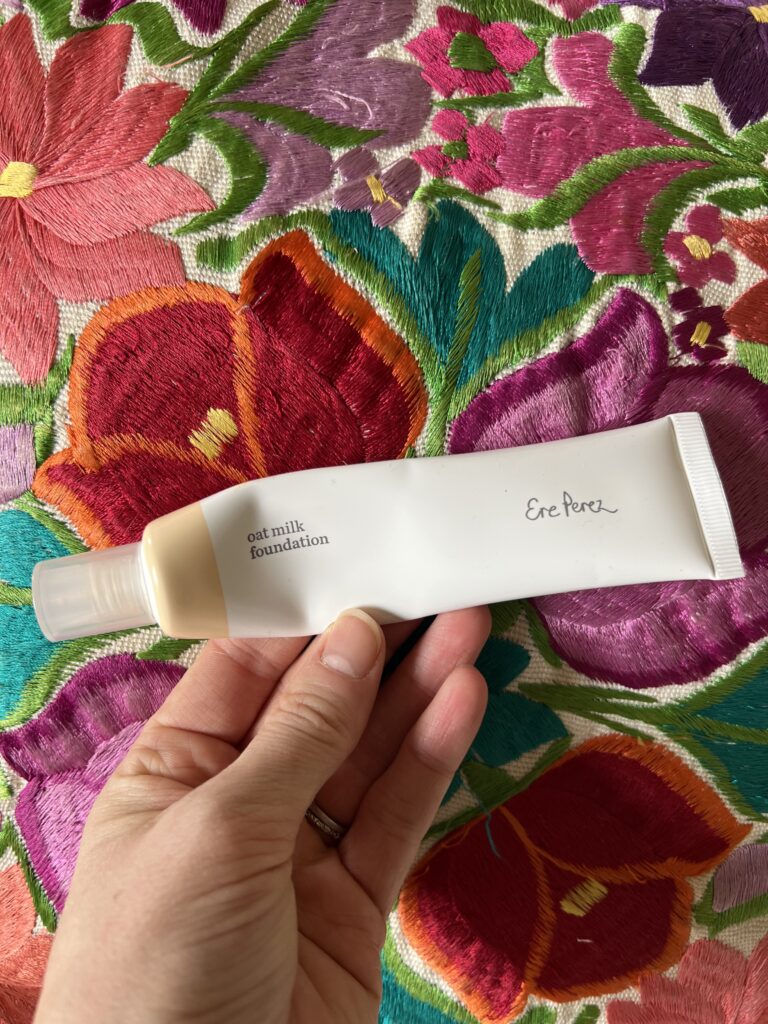 oat milk
foundation
Ere Perez